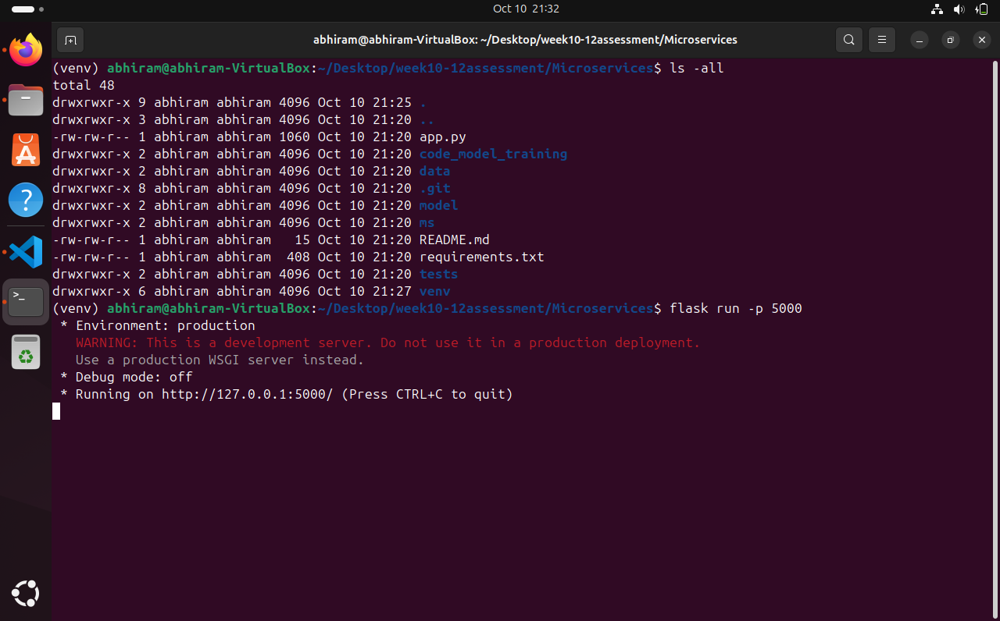 Oct 10 21:32
abhiram@abhiram-VirtualBox: ~/Desktop/week10-12assessment/Microservices
(venv) abhiram@abhiram-VirtualBox:~/Desktop/week10-12assessment/Microservices$ ls -all
total 48
drwxrwxr-x 9 abhiram abhiram 4096 Oct 10 21:25 .
drwxrwxr-x 3 abhiram abhiram 4096 Oct 10 21:20 ..
-rw-rw-r-- 1 abhiram abhiram 1060 Oct 10 21:20 app.py
drwxrwxr-x 2 abhiram abhiram 4096 Oct 10 21:20 code_model_training
drwxrwxr-x 2 abhiram abhiram 4096 Oct 10 21:20 data
drwxrwxr-x 8 abhiram abhiram 4096 Oct 10 21:20 .git
drwxrwxr-x 2 abhiram abhiram 4096 Oct 10 21:20 model
drwxrwxr-x 2 abhiram abhiram 4096 Oct 10 21:20 ms
-rw-rw-r-- 1 abhiram abhiram   15 Oct 10 21:20 README.md
-rw-rw-r-- 1 abhiram abhiram  408 Oct 10 21:20 requirements.txt
drwxrwxr-x 2 abhiram abhiram 4096 Oct 10 21:20 tests
drwxrwxr-x 6 abhiram abhiram 4096 Oct 10 21:27 venv
(venv) abhiram@abhiram-VirtualBox:~/Desktop/week10-12assessment/Microservices$ flask run -p 5000
 * Environment: production
   WARNING: This is a development server. Do not use it in a production deployment.
   Use a production WSGI server instead.
 * Debug mode: off
 * Running on http://127.0.0.1:5000/ (Press CTRL+C to quit)